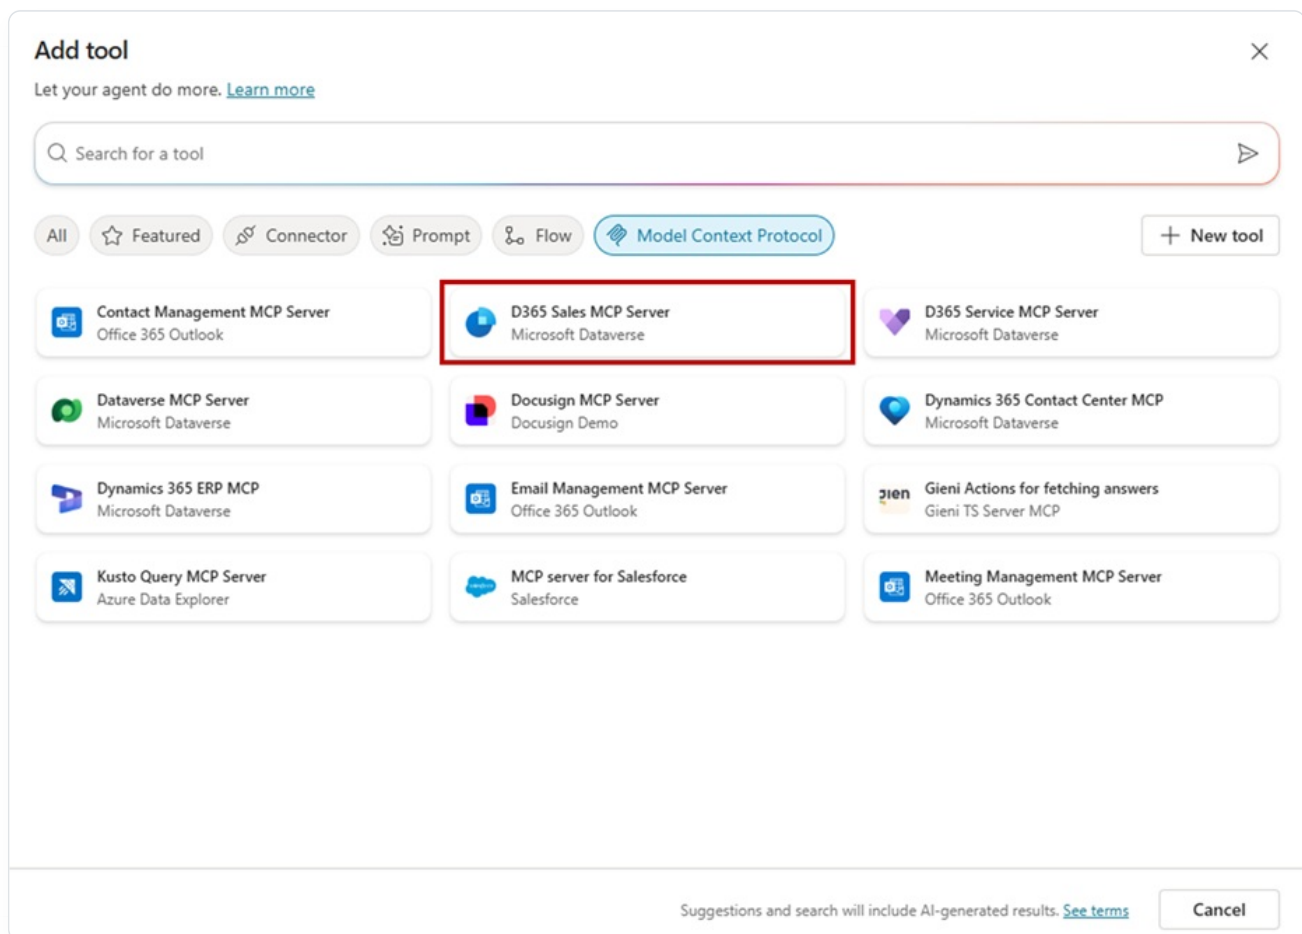 Add tool
Let your agent do more. Learn more
Search for a tool
All
Featured
Connector
Prompt
Flow
Model Context Protocol
New tool
Contact Management MCP Server
Office 365 Outlook
D365 Sales MCP Server
Microsoft Dataverse
D365 Service MCP Server
Microsoft Dataverse
Dataverse MCP Server
Microsoft Dataverse
Docusign MCP Server
Docusign Demo
Dynamics 365 Contact Center MCP
Microsoft Dataverse
Dynamics 365 ERP MCP
Microsoft Dataverse
Email Management MCP Server
Office 365 Outlook
Gieni Actions for fetching answers
Gieni TS Server MCP
Kusto Query MCP Server
Azure Data Explorer
MCP server for Salesforce
Salesforce
Meeting Management MCP Server
Office 365 Outlook
Suggestions and search will include AI-generated results. See terms
Cancel